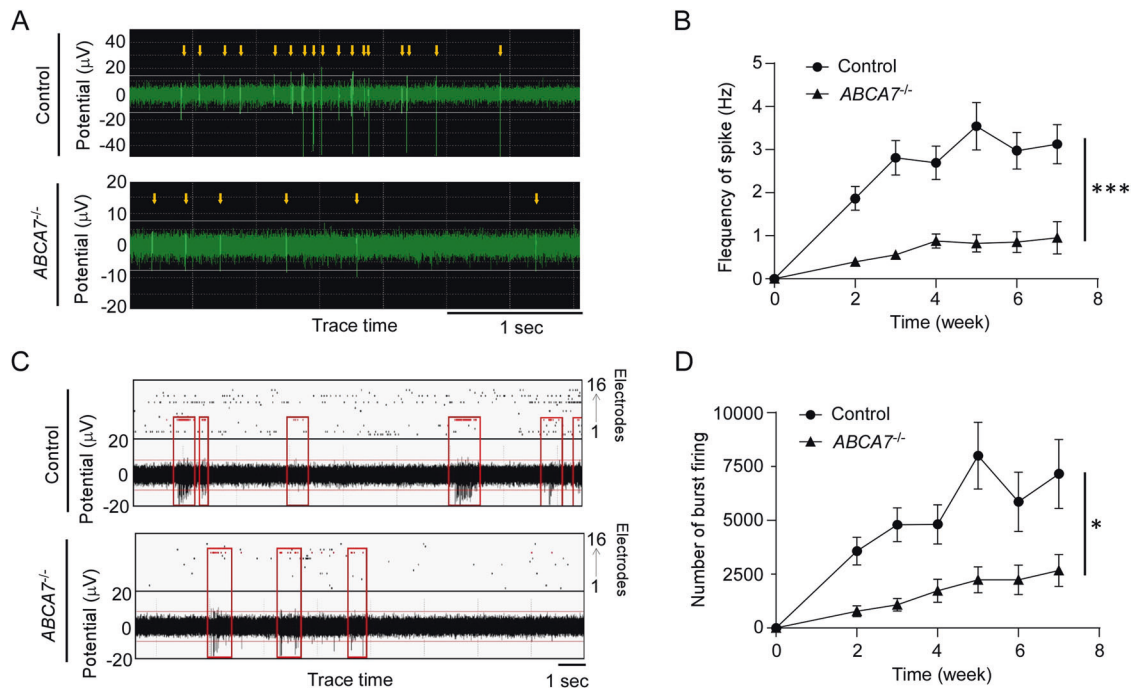 A
Control
Potential (μV)
40
20
0
-20
-40
ABCA7-/-
Potential (μV)
20
10
0
-10
-20
Trace time
1 sec
B
Flequency of spike (Hz)
5
4
3
2
1
0
0 2 4 6 8
Time (week)
Control
ABCA7-/-
***
C
Control
Potential (μV)
20
0
-20
16
1
Electrodes
ABCA7-/-
Potential (μV)
20
0
-20
16
1
Electrodes
Trace time
1 sec
D
Number of burst firing
10000
7500
5000
2500
0
0 2 4 6 8
Time (week)
Control
ABCA7-/-
*